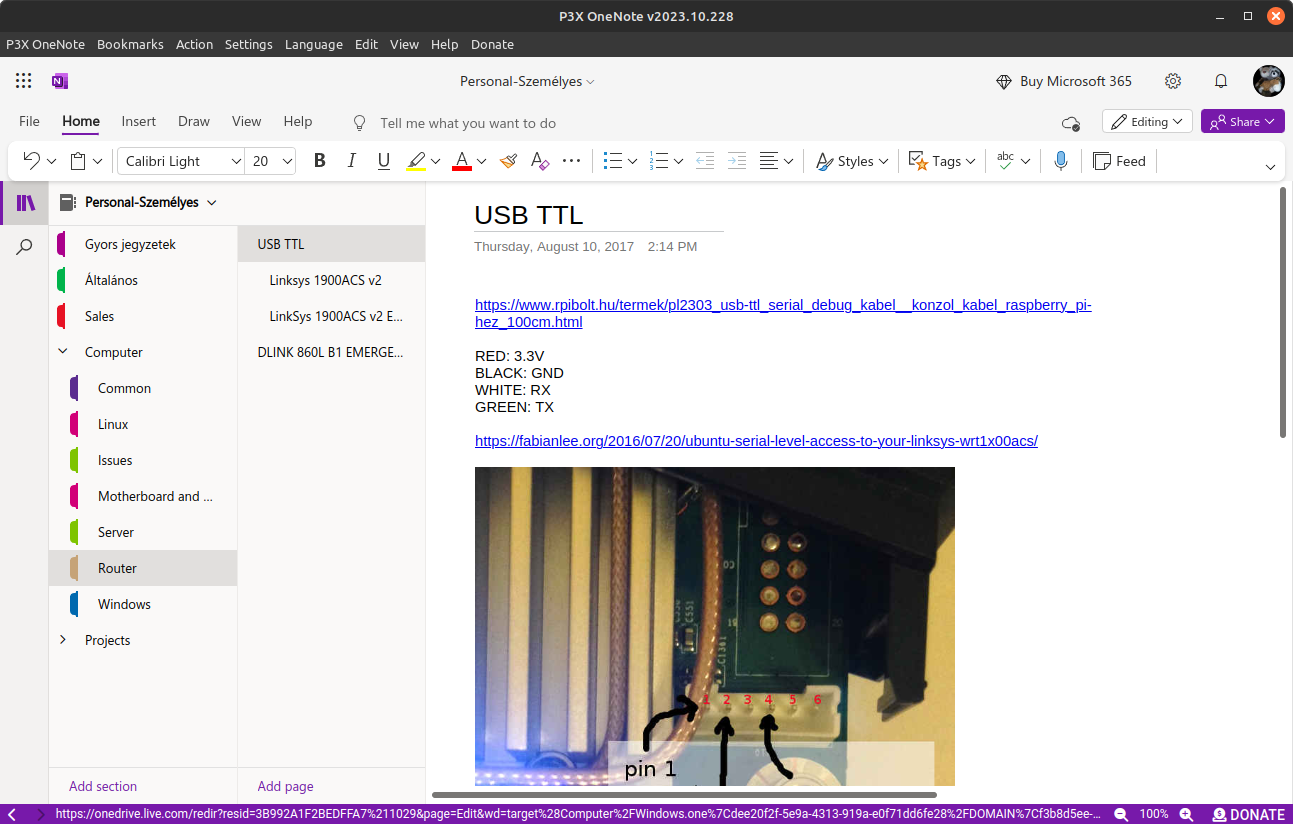 P3X OneNote v2023.10.228
P3X OneNote Bookmarks Action Settings Language Edit View Help Donate
N Personal-Személyes Buy Microsoft 365
File Home Insert Draw View Help Tell me what you want to do Editing Share
Calibri Light 20 B I U A A Styles Tags abc Feed
Personal-Személyes
Gyors jegyzetek
Általános
Sales
Computer
Common
Linux
Issues
Motherboard and ...
Server
Router
Windows
Projects
Add section
USB TTL
Linksys 1900ACS v2
LinkSys 1900ACS v2 E...
DLINK 860L B1 EMERGE...
Add page
USB TTL
Thursday, August 10, 2017 2:14 PM
https://www.rpibolt.hu/termek/pl2303_usb-ttl_serial_debug_kabel__konzol_kabel_raspberry_pi-
hez_100cm.html
RED: 3.3V
BLACK: GND
WHITE: RX
GREEN: TX
https://fabianlee.org/2016/07/20/ubuntu-serial-level-access-to-your-linksys-wrt1x00acs/
C551
C1361
19 20
1 2 3 4 5 6
pin 1
https://onedrive.live.com/redir?resid=3B992A1F2BEDFFA7%211029&page=Edit&wd=target%28Computer%2FWindows.one%7Cdee20f2f-5e9a-4313-919a-e0f71dd6fe28%2FDOMAIN%7Cf3b8d5ee-... 100% DONATE